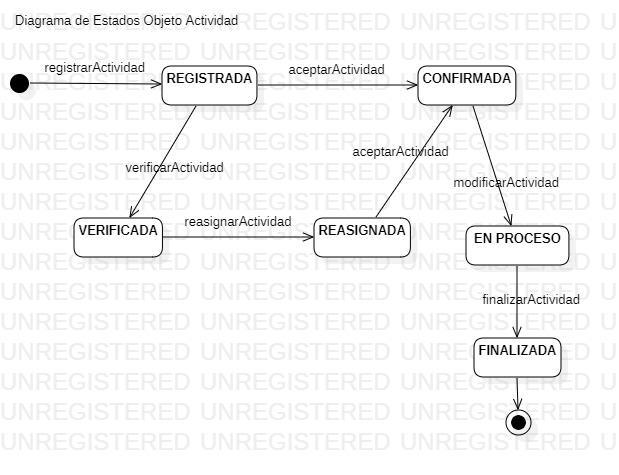 Diagrama de Estados Objeto Actividad
registrarActividad
REGISTRADA
aceptarActividad
CONFIRMADA
verificarActividad
aceptarActividad
modificarActividad
VERIFICADA
reasignarActividad
REASIGNADA
EN PROCESO
finalizarActividad
FINALIZADA
UNREGISTERED